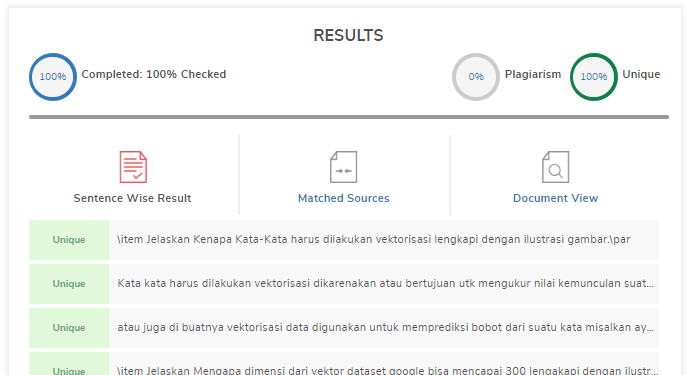 RESULTS
100% Completed: 100% Checked
0% Plagiarism 100% Unique
Sentence Wise Result
Matched Sources
Document View
Unique \item Jelaskan Kenapa Kata-Kata harus dilakukan vektorisasi lengkapi dengan ilustrasi gambar.\par
Unique Kata kata harus dilakukan vektorisasi dikarenakan atau bertujuan utk mengukur nilai kemunculan suat...
Unique atau juga di buatnya vektorisasi data digunakan untuk memprediksi bobot dari suatu kata misalkan ay...
Unique \item Jelaskan Mengapa dimensi dari vektor dataset google bisa mencapai 300 lengakapi dengan ilustr...